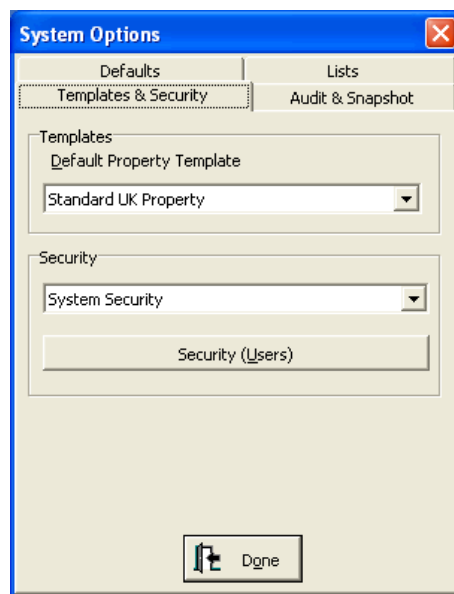 System Options
Defaults
Lists
Templates & Security
Audit & Snapshot
Templates
Default Property Template
Standard UK Property
Security
System Security
Security (Users)
Done